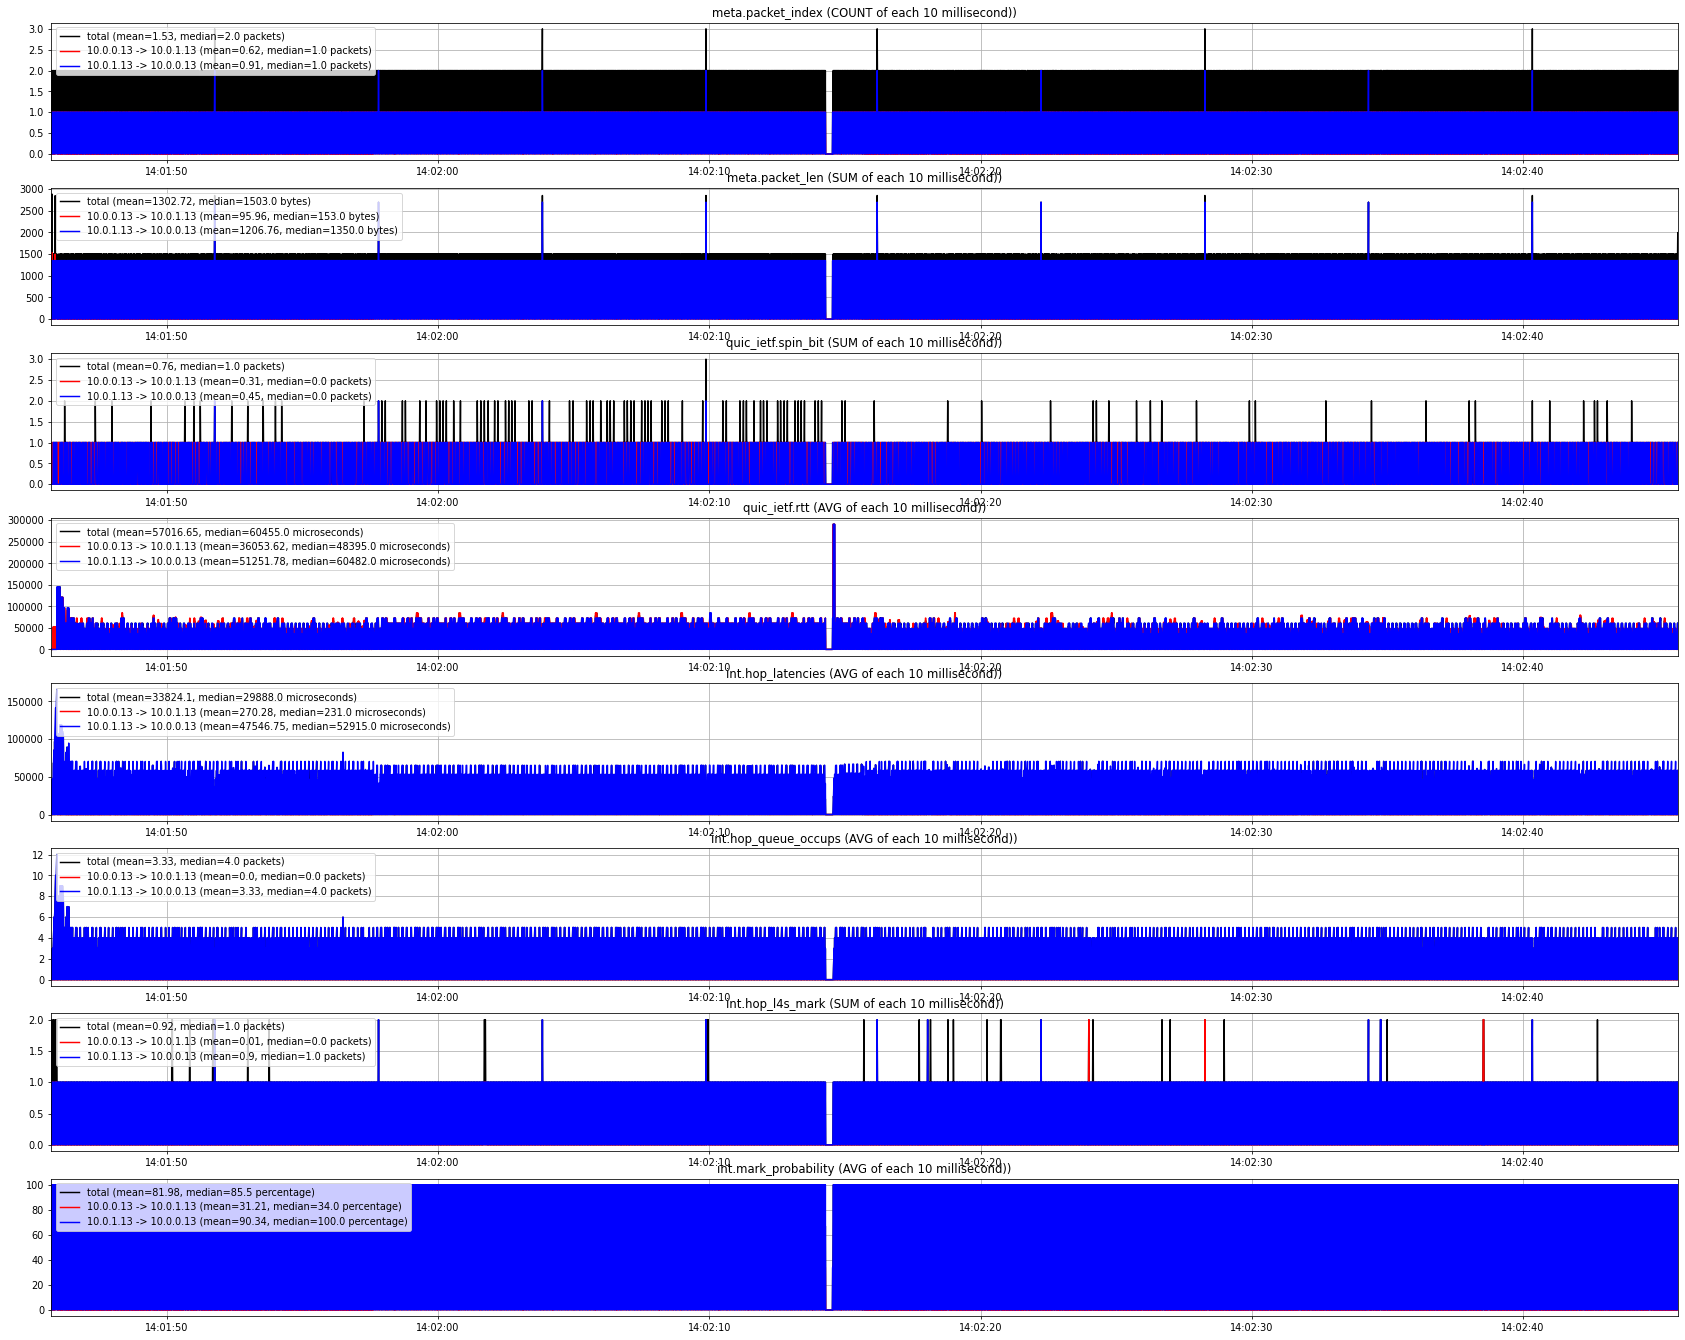 meta.packet_index (COUNT of each 10 millisecond))
3.0
2.5
2.0
1.5
1.0
0.5
0.0
total (mean=1.53, median=2.0 packets)
10.0.0.13 -> 10.0.1.13 (mean=0.62, median=1.0 packets)
10.0.1.13 -> 10.0.0.13 (mean=0.91, median=1.0 packets)
14:01:50 14:02:00 14:02:10 14:02:20 14:02:30 14:02:40
meta.packet_len (SUM of each 10 millisecond))
3000
2500
2000
1500
1000
500
0
total (mean=1302.72, median=1503.0 bytes)
10.0.0.13 -> 10.0.1.13 (mean=95.96, median=153.0 bytes)
10.0.1.13 -> 10.0.0.13 (mean=1206.76, median=1350.0 bytes)
14:01:50 14:02:00 14:02:10 14:02:20 14:02:30 14:02:40
quic_ietf.spin_bit (SUM of each 10 millisecond))
3.0
2.5
2.0
1.5
1.0
0.5
0.0
total (mean=0.76, median=1.0 packets)
10.0.0.13 -> 10.0.1.13 (mean=0.31, median=0.0 packets)
10.0.1.13 -> 10.0.0.13 (mean=0.45, median=0.0 packets)
14:01:50 14:02:00 14:02:10 14:02:20 14:02:30 14:02:40
quic_ietf.rtt (AVG of each 10 millisecond))
300000
250000
200000
150000
100000
50000
0
total (mean=57016.65, median=60455.0 microseconds)
10.0.0.13 -> 10.0.1.13 (mean=36053.62, median=48395.0 microseconds)
10.0.1.13 -> 10.0.0.13 (mean=51251.78, median=60482.0 microseconds)
14:01:50 14:02:00 14:02:10 14:02:20 14:02:30 14:02:40
int.hop_latencies (AVG of each 10 millisecond))
150000
100000
50000
0
total (mean=33824.1, median=29888.0 microseconds)
10.0.0.13 -> 10.0.1.13 (mean=270.28, median=231.0 microseconds)
10.0.1.13 -> 10.0.0.13 (mean=47546.75, median=52915.0 microseconds)
14:01:50 14:02:00 14:02:10 14:02:20 14:02:30 14:02:40
int.hop_queue_occups (AVG of each 10 millisecond))
12
10
8
6
4
2
0
total (mean=3.33, median=4.0 packets)
10.0.0.13 -> 10.0.1.13 (mean=0.0, median=0.0 packets)
10.0.1.13 -> 10.0.0.13 (mean=3.33, median=4.0 packets)
14:01:50 14:02:00 14:02:10 14:02:20 14:02:30 14:02:40
int.hop_l4s_mark (SUM of each 10 millisecond))
2.0
1.5
1.0
0.5
0.0
total (mean=0.92, median=1.0 packets)
10.0.0.13 -> 10.0.1.13 (mean=0.01, median=0.0 packets)
10.0.1.13 -> 10.0.0.13 (mean=0.9, median=1.0 packets)
14:01:50 14:02:00 14:02:10 14:02:20 14:02:30 14:02:40
int.mark_probability (AVG of each 10 millisecond))
100
80
60
40
20
0
total (mean=81.98, median=85.5 percentage)
10.0.0.13 -> 10.0.1.13 (mean=31.21, median=34.0 percentage)
10.0.1.13 -> 10.0.0.13 (mean=90.34, median=100.0 percentage)
14:01:50 14:02:00 14:02:10 14:02:20 14:02:30 14:02:40